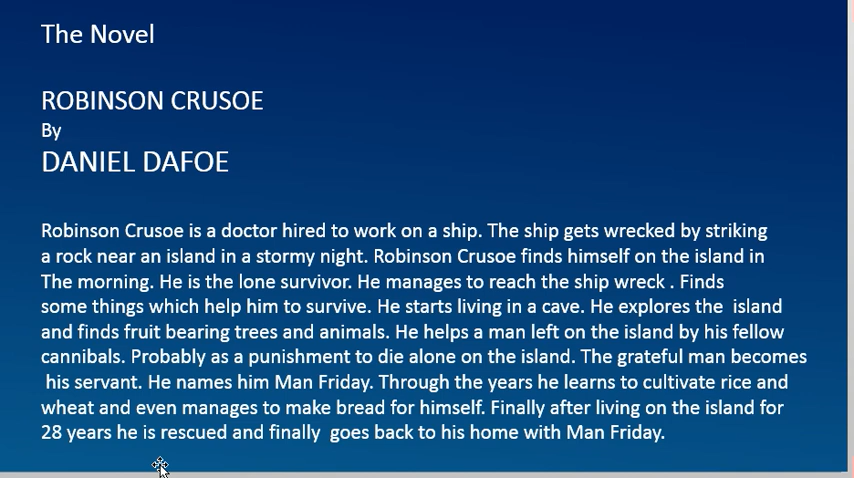 The Novel
ROBINSON CRUSOE
By
DANIEL DAFOE
Robinson Crusoe is a doctor hired to work on a ship. The ship gets wrecked by striking
a rock near an island in a stormy night. Robinson Crusoe finds himself on the island in
The morning. He is the lone survivor. He manages to reach the ship wreck . Finds
some things which help him to survive. He starts living in a cave. He explores the  island
and finds fruit bearing trees and animals. He helps a man left on the island by his fellow
cannibals. Probably as a punishment to die alone on the island. The grateful man becomes
his servant. He names him Man Friday. Through the years he learns to cultivate rice and
wheat and even manages to make bread for himself. Finally after living on the island for
28 years he is rescued and finally  goes back to his home with Man Friday.